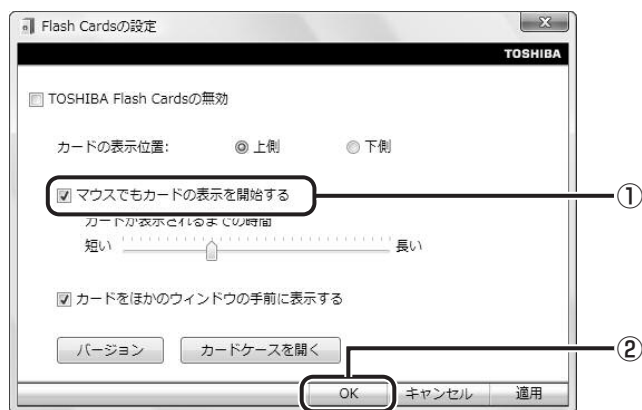 Flash Cardsの設定
TOSHIBA
TOSHIBA Flash Cardsの無効
カードの表示位置: 上側 下側
マウスでもカードの表示を開始する ①
カードが表示されるまでの時間
短い 長い
カードをほかのウィンドウの手前に表示する
バージョン カードケースを開く ②
OK キャンセル 適用